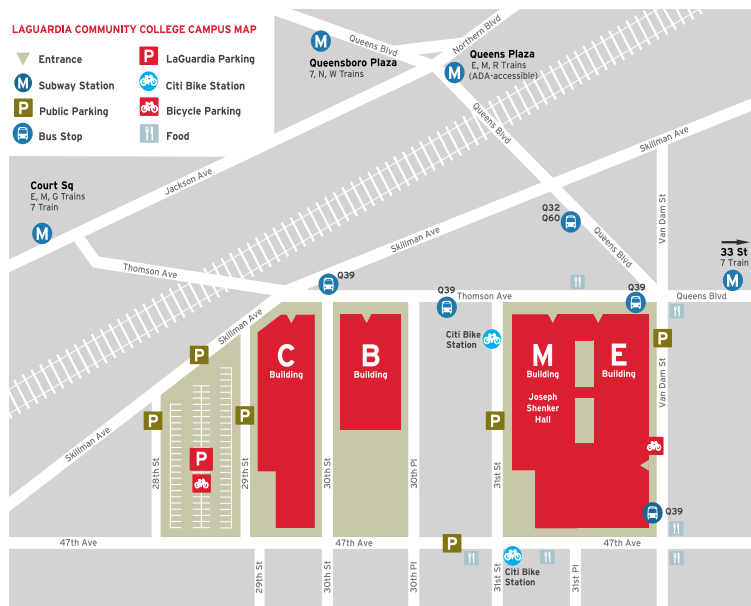 LAGUARDIA COMMUNITY COLLEGE CAMPUS MAP
Entrance
P LaGuardia Parking
M Subway Station
Citi Bike Station
P Public Parking
Bicycle Parking
Bus Stop
Food
M
Queensboro Plaza
7, N, W Trains
Queens Blvd
Northern Blvd
Queens Plaza
E, M, R Trains
(ADA-accessible)
M
Queens Blvd
Skillman Ave
Jackson Ave
Court Sq
E, M, G Trains
7 Train
M
Skillman Ave
Van Dam St
Q32
Q60
Queens Blvd
33 St
7 Train
M
Thomson Ave
Q39
Q39
Thomson Ave
Q39
Queens Blvd
Skillman Ave
Citi Bike
Station
P
C
Building
B
Building
M
Building
Joseph
Shenker
Hall
E
Building
P
Van Dam St
P
P
P
P
Skillman Ave
28th St
29th St
30th St
30th Pl
31st St
Q39
47th Ave
47th Ave
P
47th Ave
29th St
30th St
30th Pl
31st St
Citi Bike
Station
31st Pl